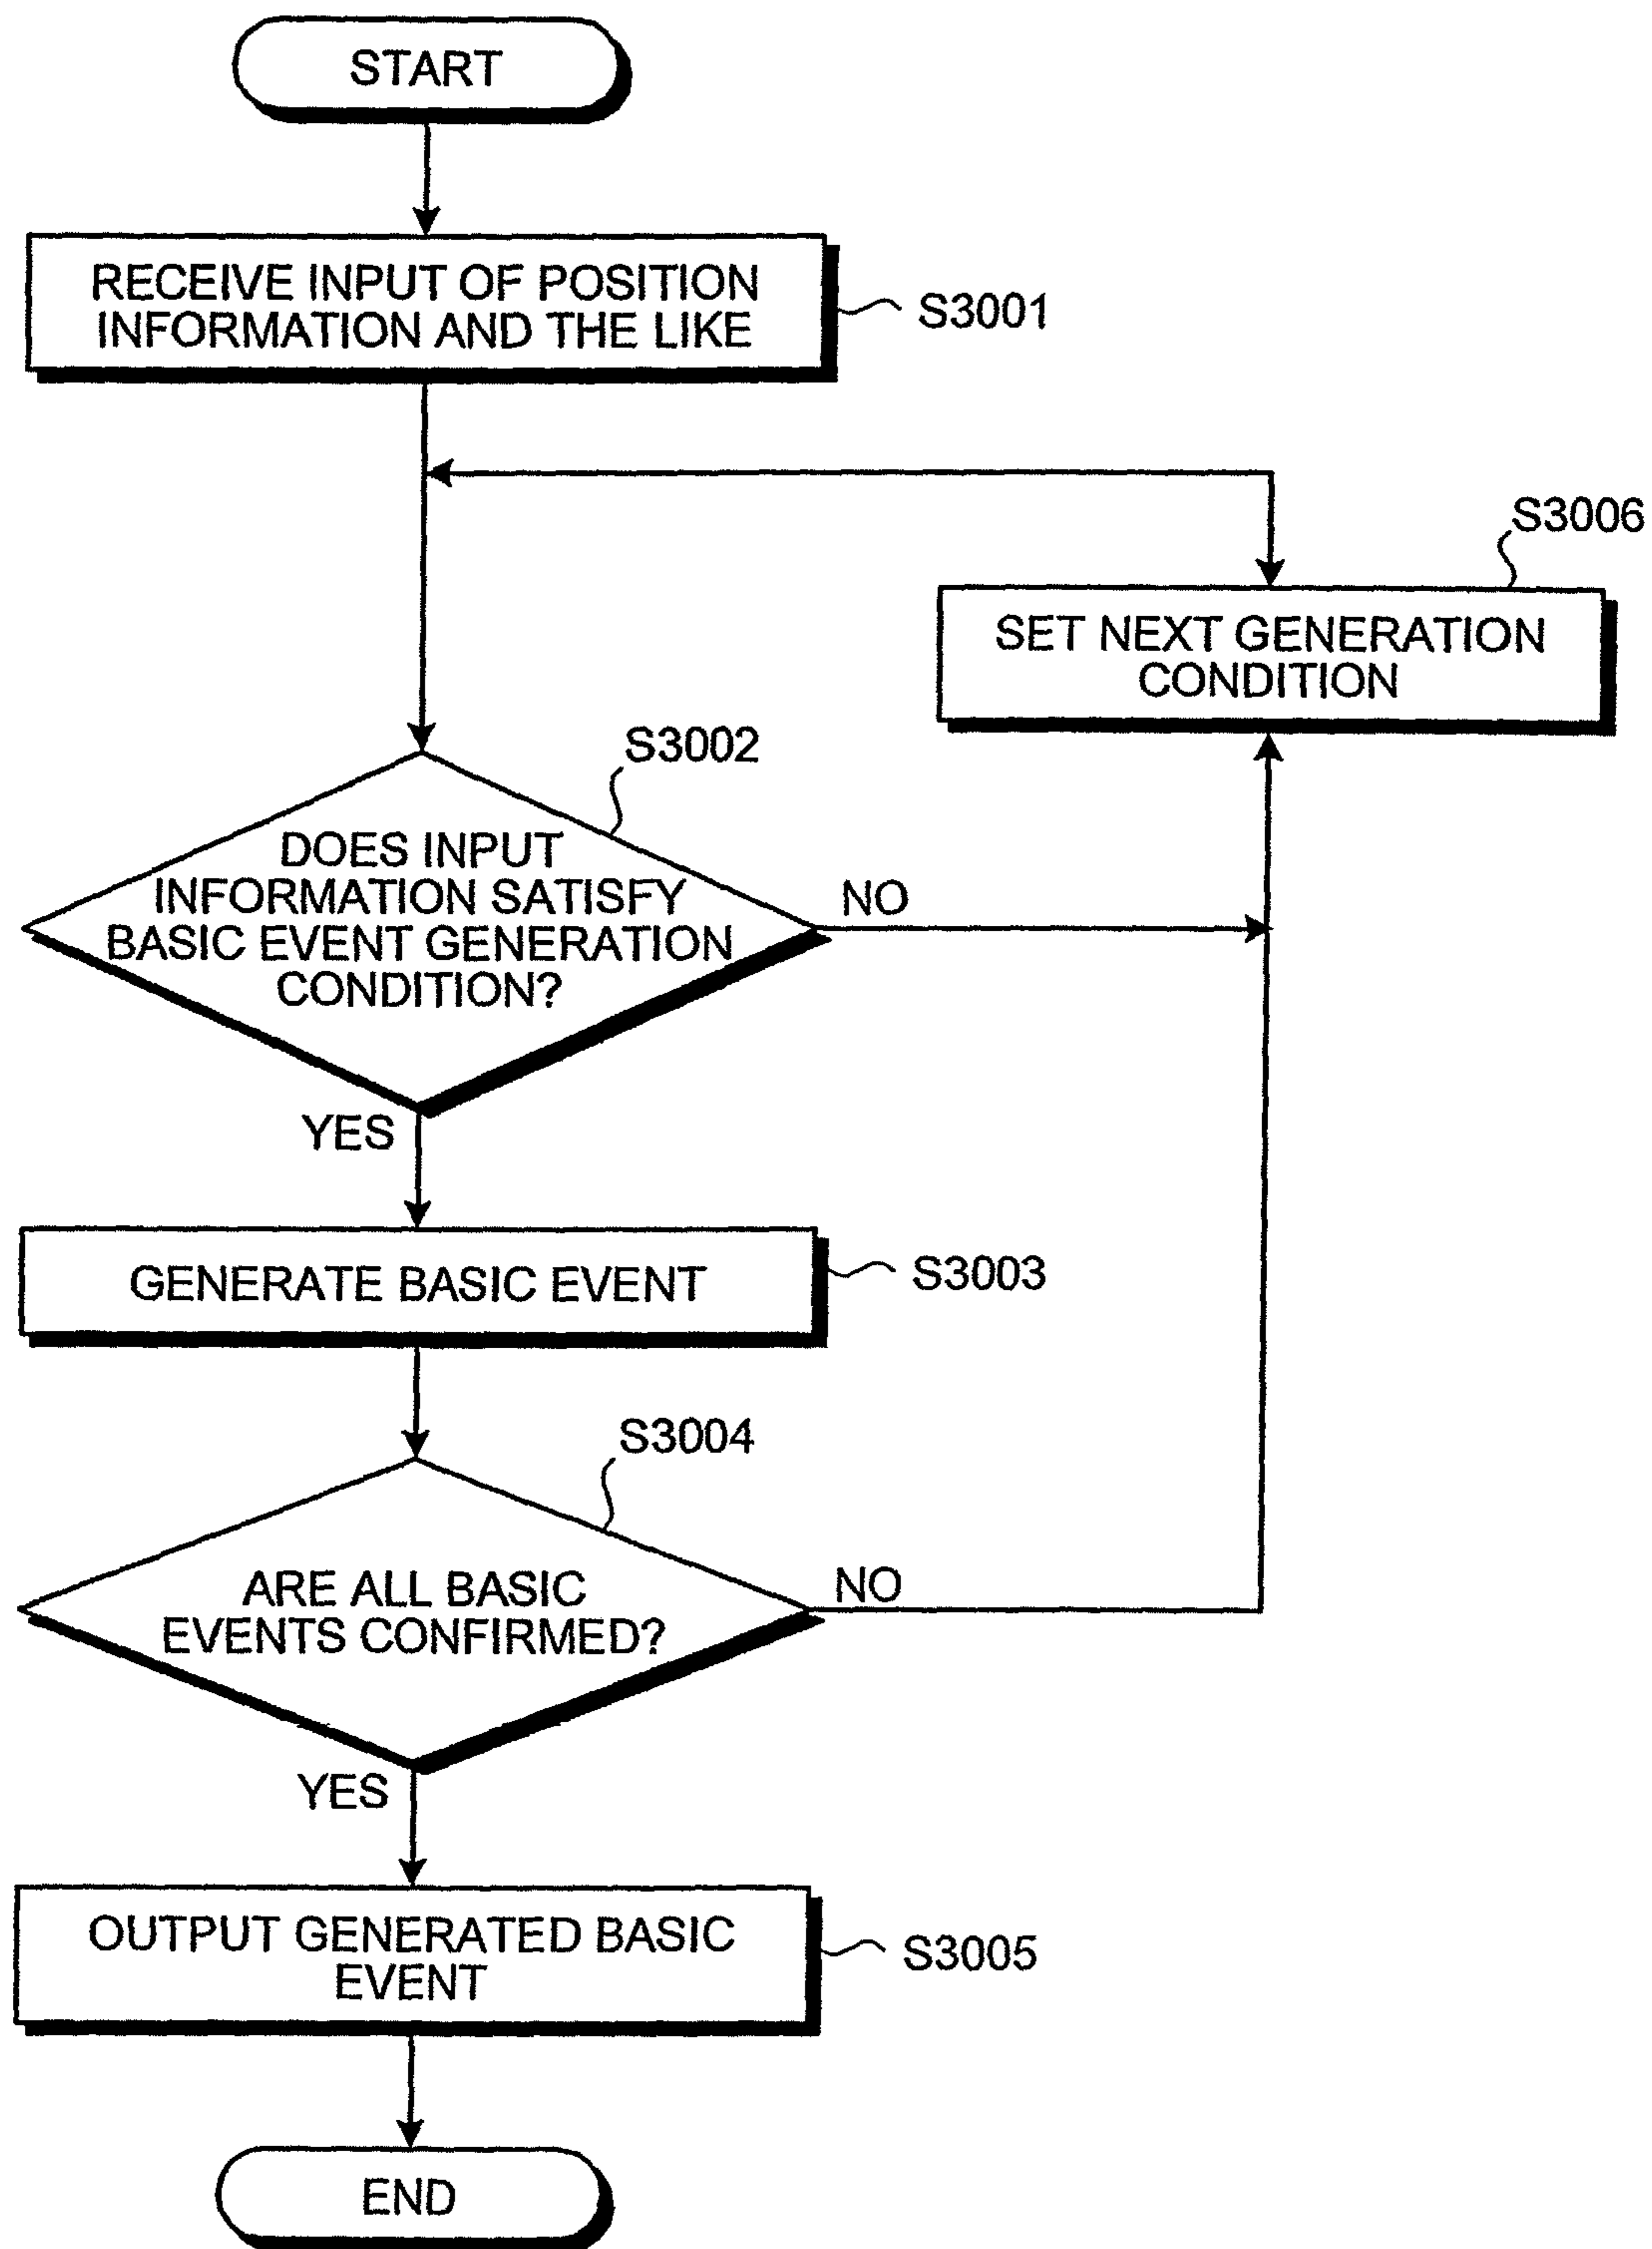 START
RECEIVE INPUT OF POSITION
INFORMATION AND THE LIKE
S3001
S3006
SET NEXT GENERATION
CONDITION
S3002
DOES INPUT
INFORMATION SATISFY
BASIC EVENT GENERATION
CONDITION?
NO
YES
GENERATE BASIC EVENT
S3003
S3004
ARE ALL BASIC
EVENTS CONFIRMED?
NO
YES
OUTPUT GENERATED BASIC
EVENT
S3005
END